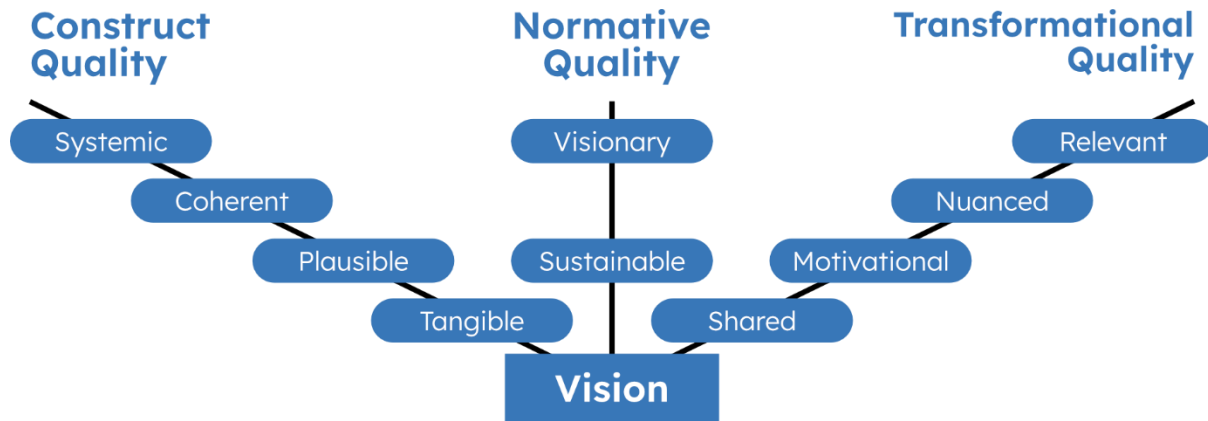 Construct
Quality
Normative
Quality
Transformational
Quality
Systemic
Visionary
Relevant
Coherent
Nuanced
Plausible
Sustainable
Motivational
Tangible
Shared
Vision